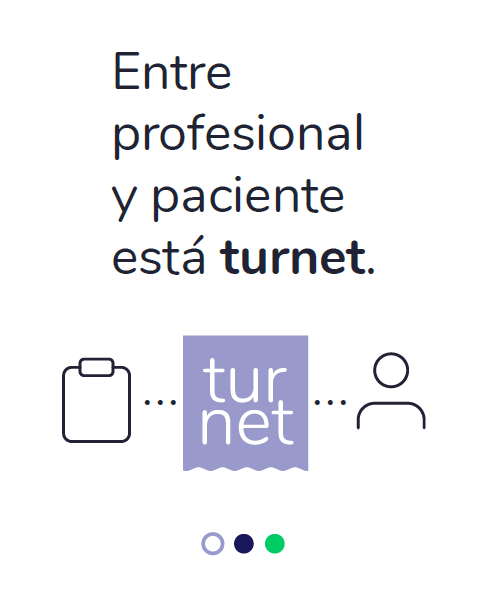 Entre
profesional
y paciente
está turnet.
tur
net